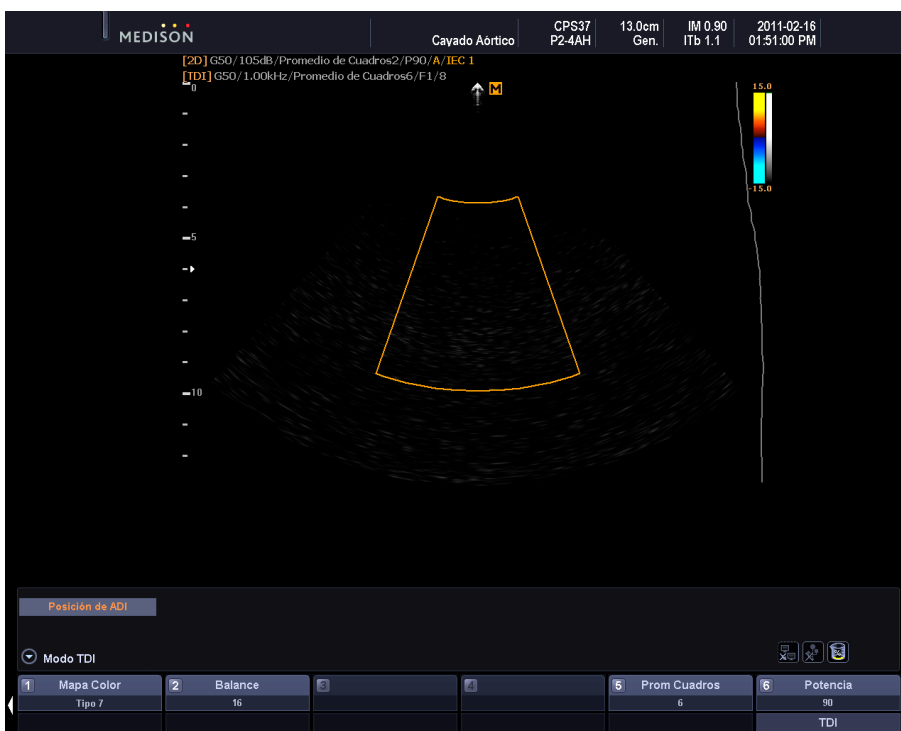 MEDISON
Cayado Aórtico
CPS37
P2-4AH
13.0cm
Gen.
IM 0.90
ITb 1.1
2011-02-16
01:51:00 PM
[2D] G50/105dB/Promedio de Cuadros2/P90/A/IEC 1
[TDI] G50/1.00kHz/Promedio de Cuadros6/F1/8
0
M
15.0
-15.0
5
10
Posición de ADI
Modo TDI
1 Mapa Color
Tipo 7
2 Balance
16
3
4
5 Prom Cuadros
6
6 Potencia
90
TDI